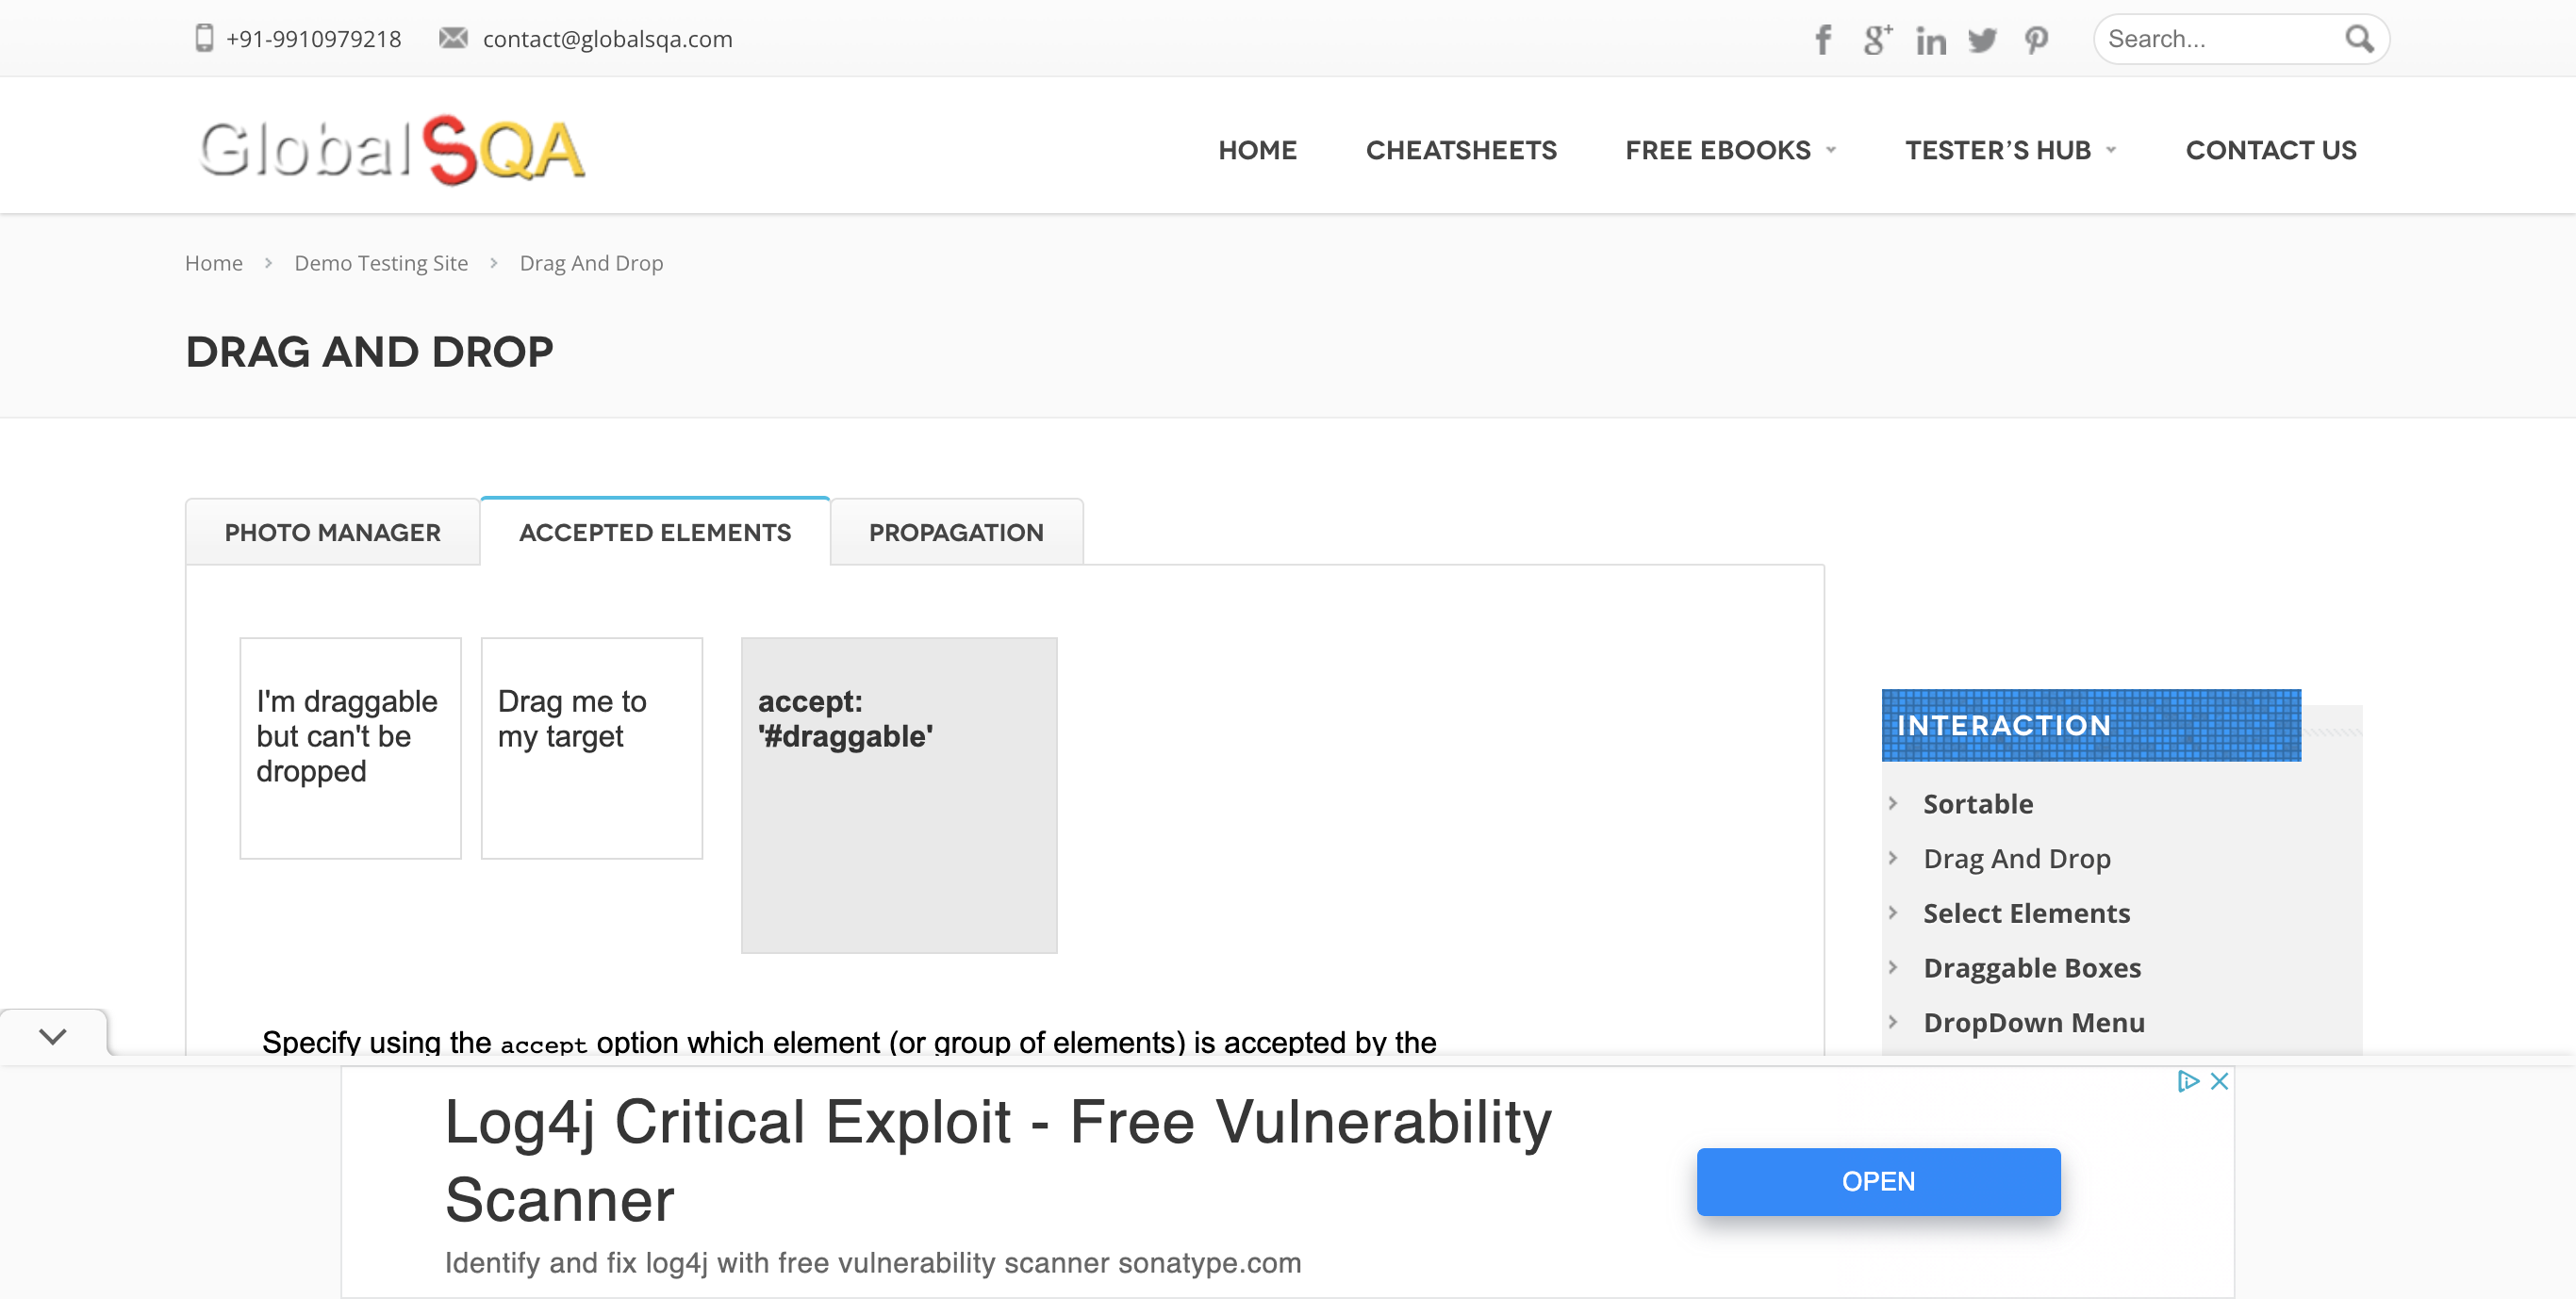 +91-9910979218 contact@globalsqa.com
Search...
GlobalSQA
HOME CHEATSHEETS FREE EBOOKS TESTER’S HUB CONTACT US
Home Demo Testing Site Drag And Drop
DRAG AND DROP
PHOTO MANAGER ACCEPTED ELEMENTS PROPAGATION
I'm draggable
but can't be
dropped
Drag me to
my target
accept:
'#draggable'
Specify using the accept option which element (or group of elements) is accepted by the
INTERACTION
Sortable
Drag And Drop
Select Elements
Draggable Boxes
DropDown Menu
Log4j Critical Exploit - Free Vulnerability
Scanner
Identify and fix log4j with free vulnerability scanner sonatype.com
OPEN